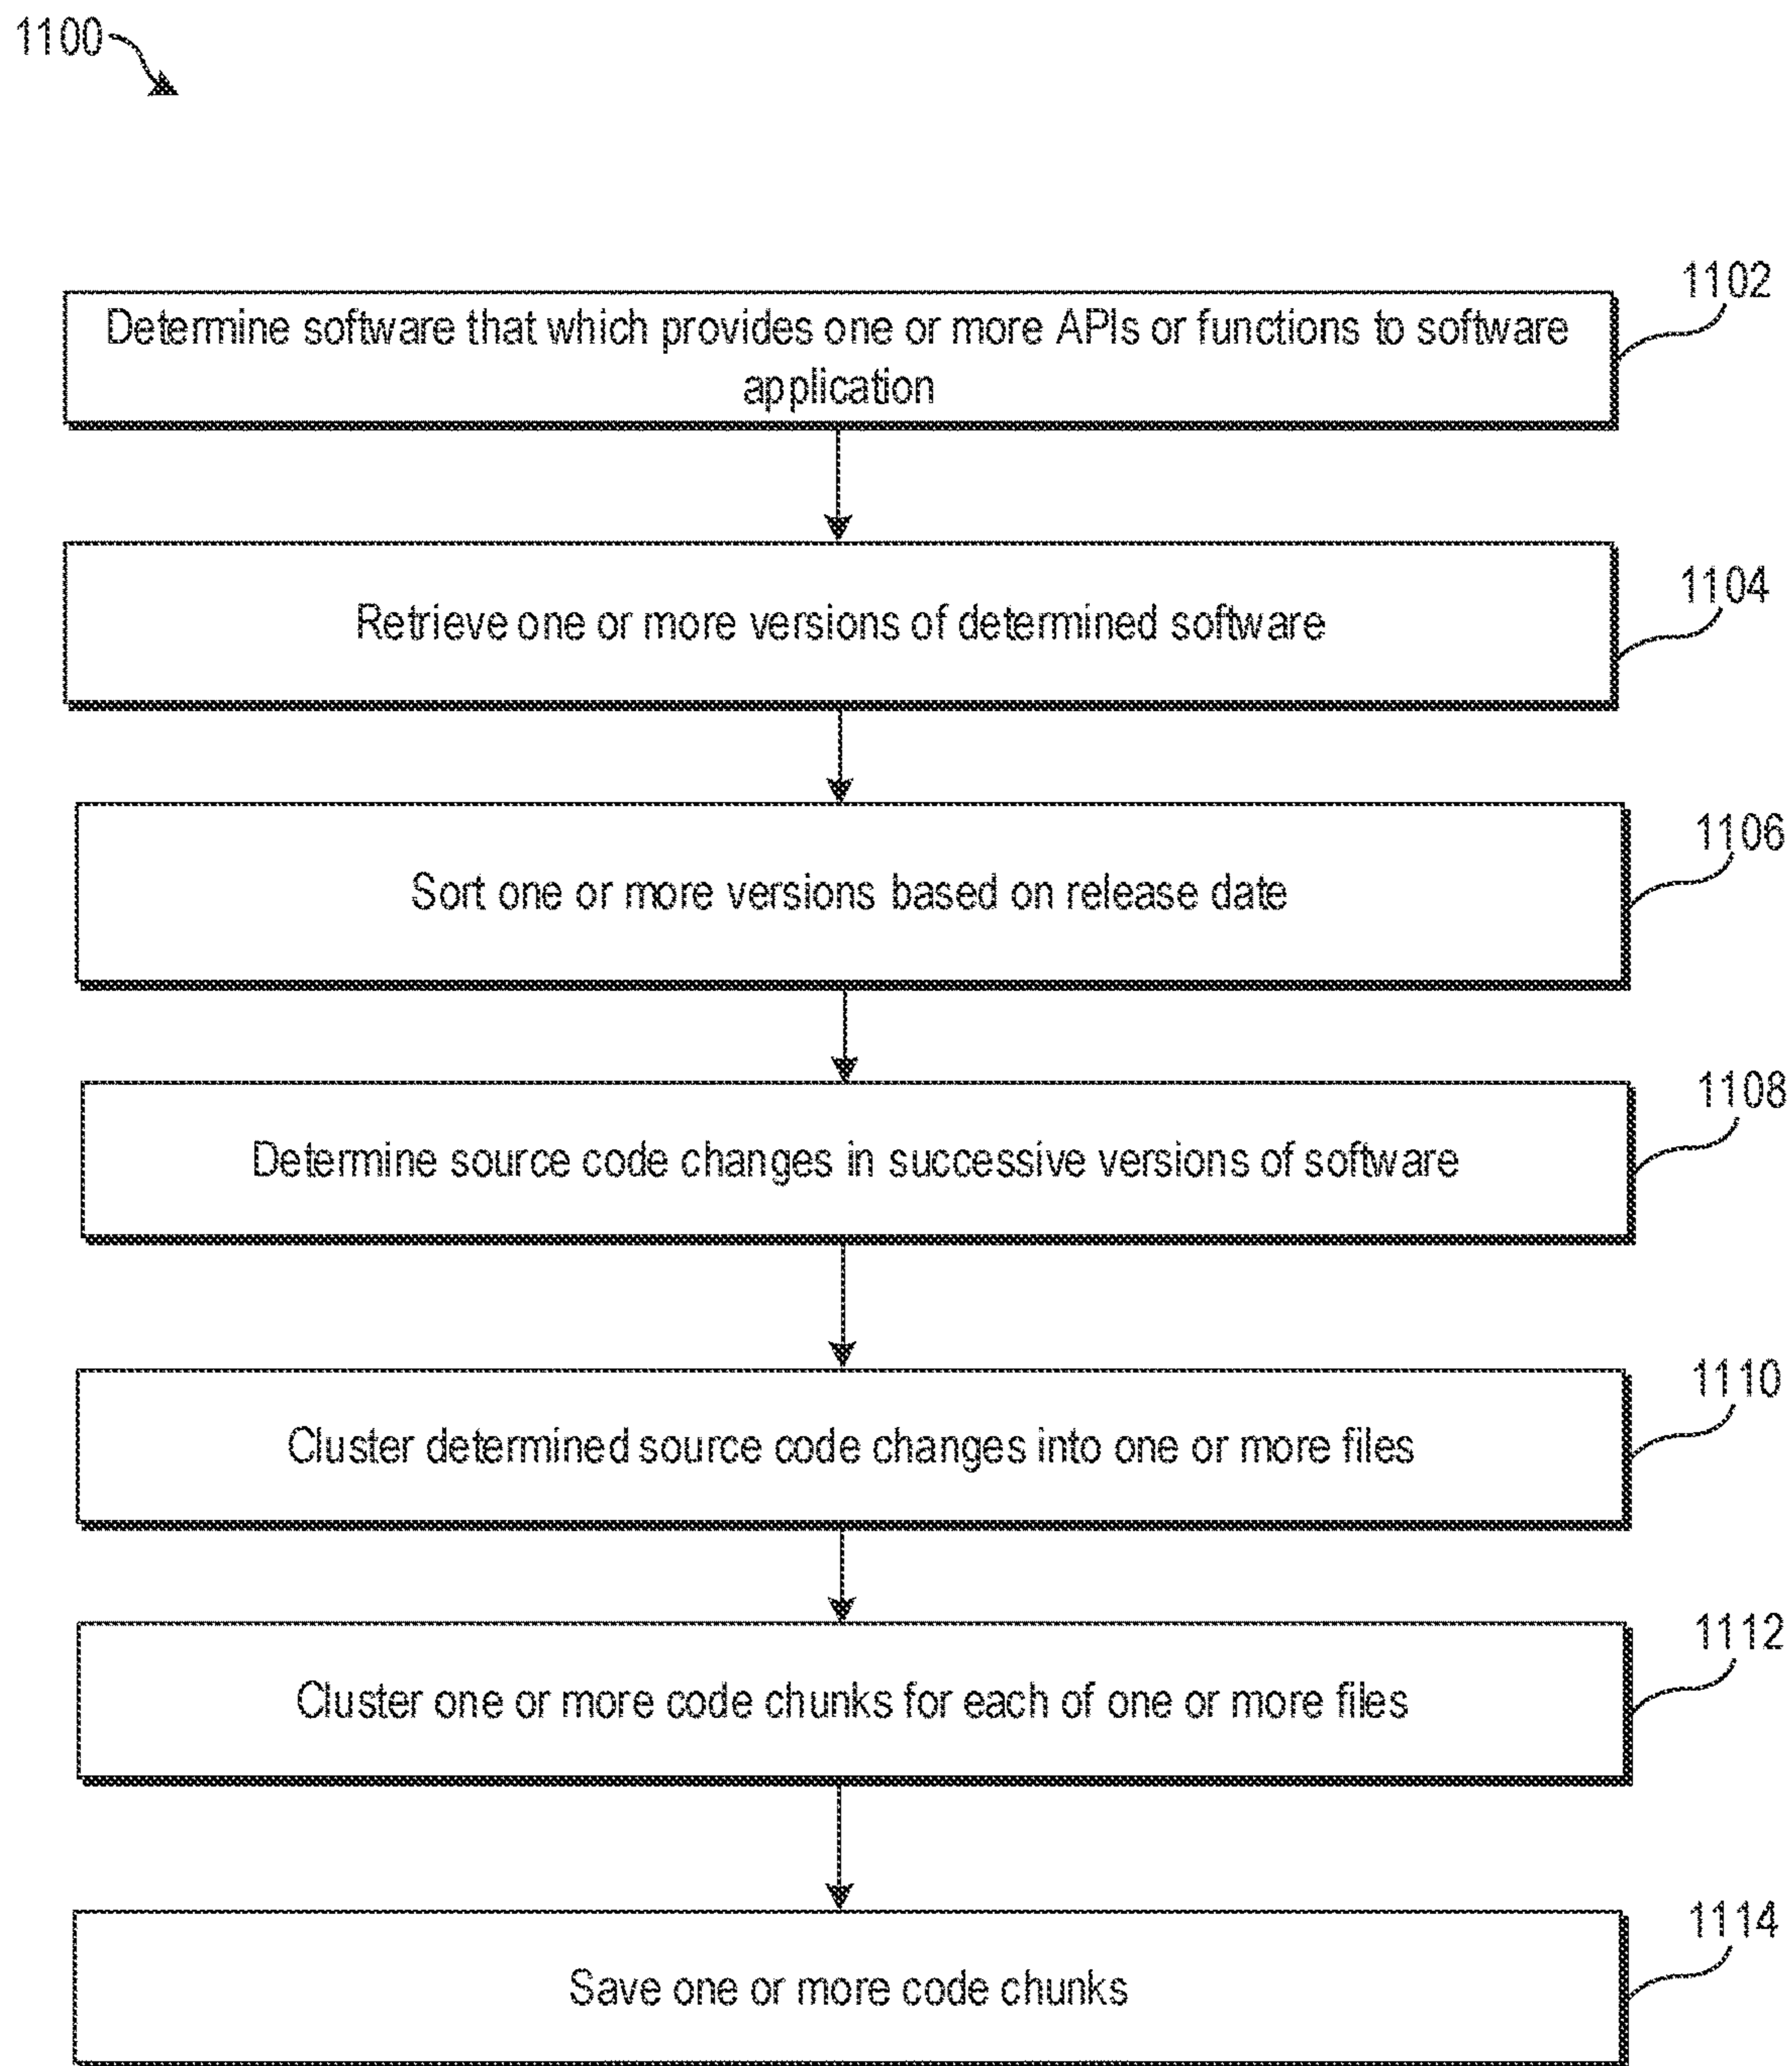 1100
1102
Determine software that which provides one or more APIs or functions to software
application
1104
Retrieve one or more versions of determined software
1106
Sort one or more versions based on release date
1108
Determine source code changes in successive versions of software
1110
Cluster determined source code changes into one or more files
1112
Cluster one or more code chunks for each of one or more files
1114
Save one or more code chunks